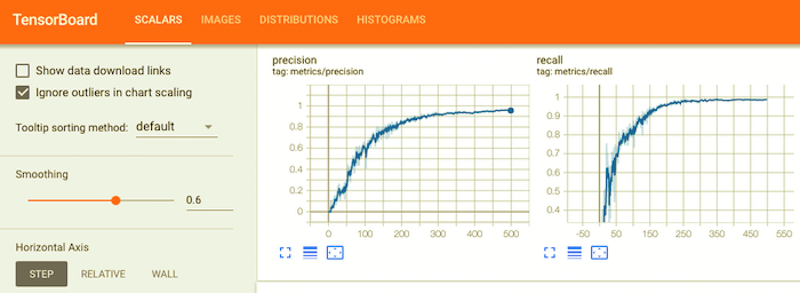 TensorBoard SCALARS IMAGES DISTRIBUTIONS HISTOGRAMS
Show data download links
Ignore outliers in chart scaling
Tooltip sorting method: default
Smoothing
0.6
Horizontal Axis
STEP RELATIVE WALL
precision
tag: metrics/precision
1
0.8
0.6
0.4
0.2
0
0 100 200 300 400 500
recall
tag: metrics/recall
1
0.9
0.8
0.7
0.6
0.5
0.4
-50 50 150 250 350 450 550